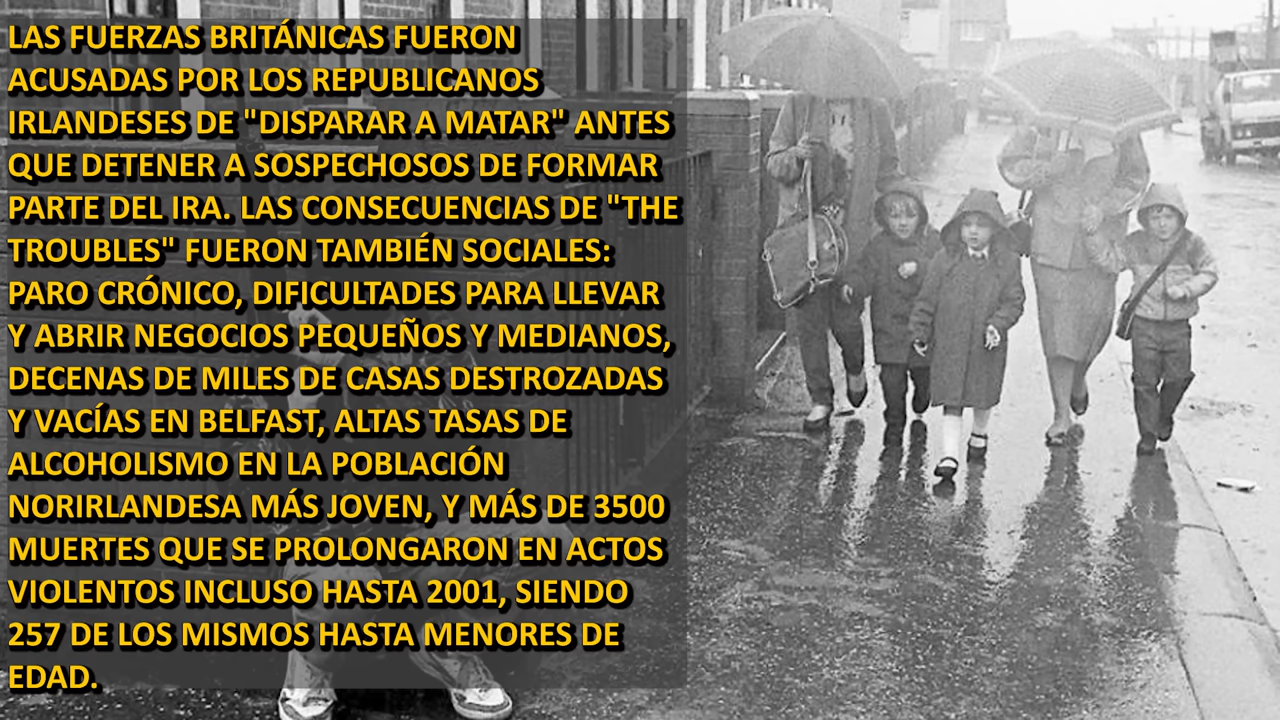 LAS FUERZAS BRITÁNICAS FUERON
ACUSADAS POR LOS REPUBLICANOS
IRLANDESES DE "DISPARAR A MATAR" ANTES
QUE DETENER A SOSPECHOSOS DE FORMAR
PARTE DEL IRA. LAS CONSECUENCIAS DE "THE
TROUBLES" FUERON TAMBIÉN SOCIALES:
PARO CRÓNICO, DIFICULTADES PARA LLEVAR
Y ABRIR NEGOCIOS PEQUEÑOS Y MEDIANOS,
DECENAS DE MILES DE CASAS DESTROZADAS
Y VACÍAS EN BELFAST, ALTAS TASAS DE
ALCOHOLISMO EN LA POBLACIÓN
NORIRLANDESA MÁS JOVEN, Y MÁS DE 3500
MUERTES QUE SE PROLONGARON EN ACTOS
VIOLENTOS INCLUSO HASTA 2001, SIENDO
257 DE LOS MISMOS HASTA MENORES DE
EDAD.